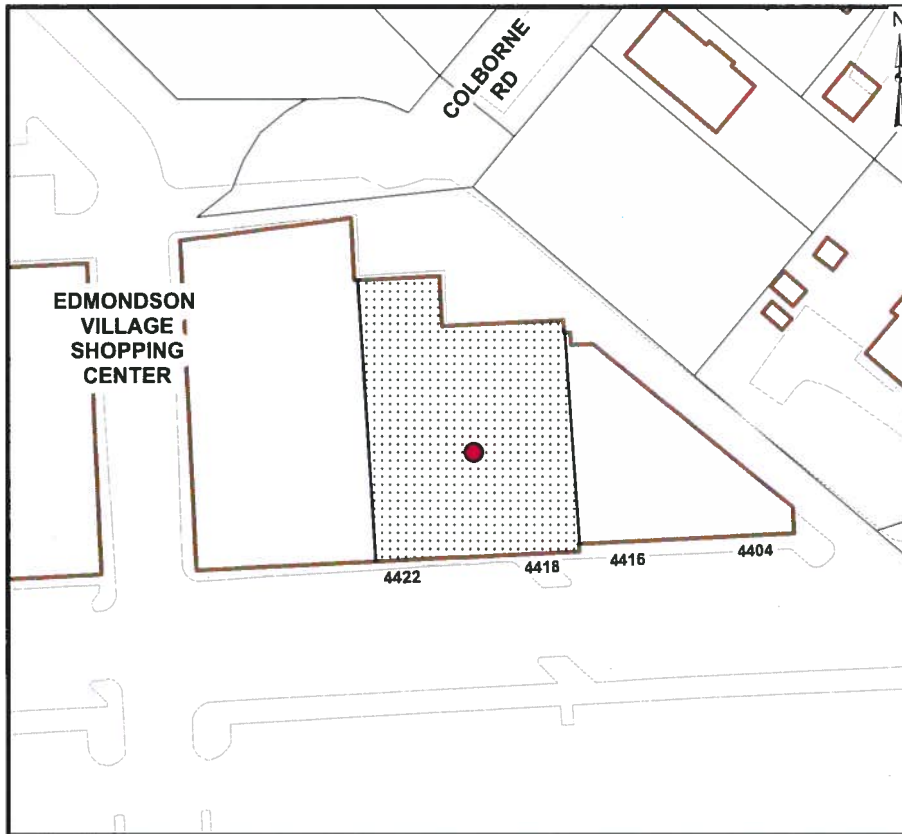 N
COLBORNE
RD
EDMONDSON
VILLAGE
SHOPPING
CENTER
4422
4418
4416
4404